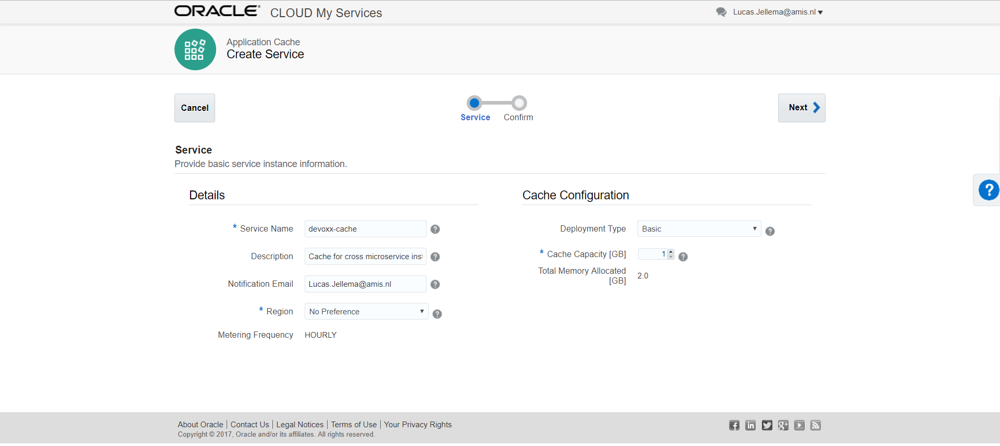 ORACLE CLOUD My Services
Lucas.Jellema@amis.nl
Application Cache
Create Service
Cancel
Service
Confirm
Next
Service
Provide basic service instance information.
Details
* Service Name devoxx-cache
Description Cache for cross microservice inst
Notification Email Lucas.Jellema@amis.nl
* Region No Preference
Metering Frequency HOURLY
Cache Configuration
Deployment Type Basic
* Cache Capacity [GB] 1
Total Memory Allocated
[GB] 2.0
About Oracle | Contact Us | Legal Notices | Terms of Use | Your Privacy Rights
Copyright © 2017, Oracle and/or its affiliates. All rights reserved.